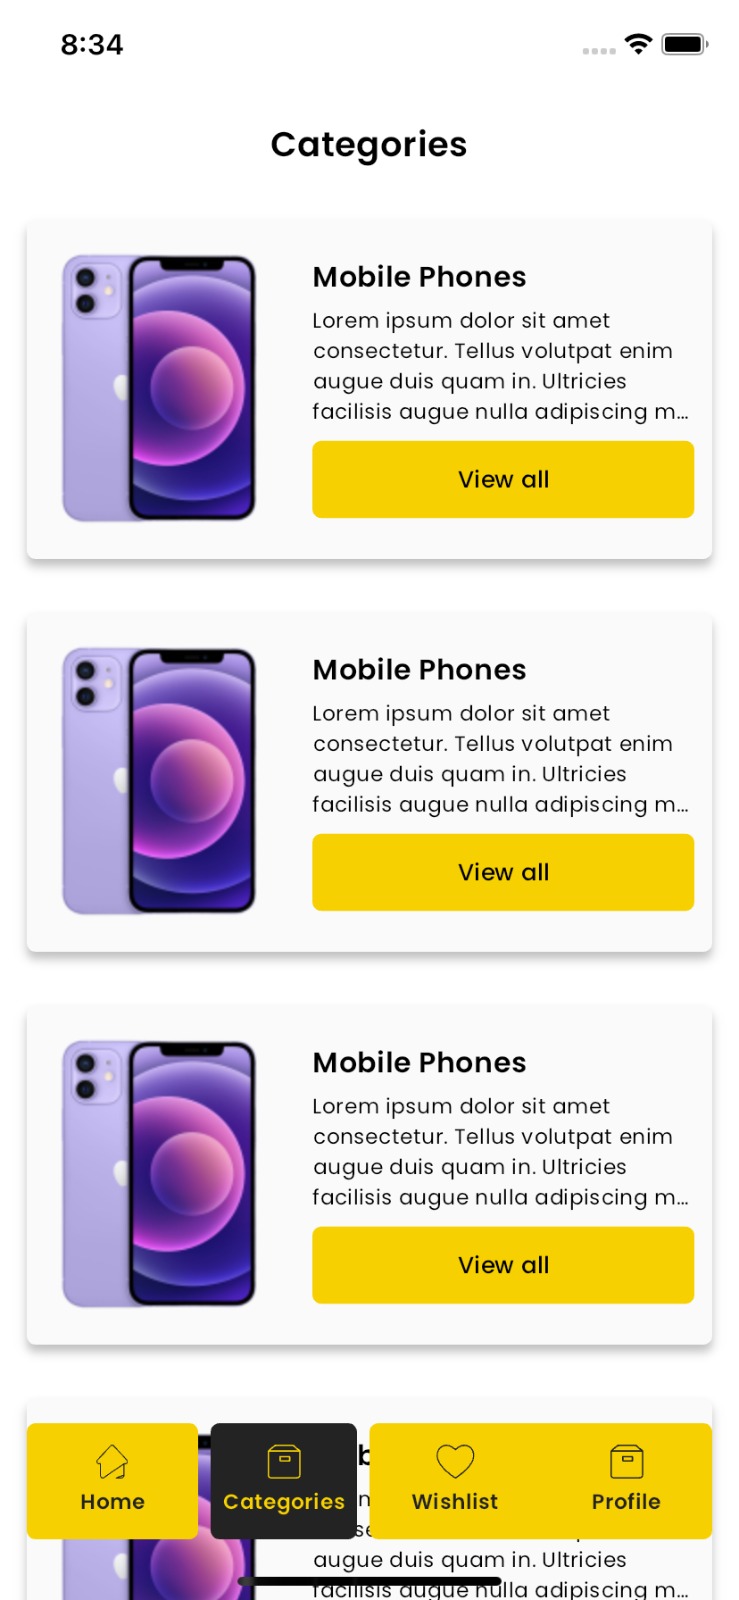 8:34
Categories
Mobile Phones
Lorem ipsum dolor sit amet
consectetur. Tellus volutpat enim
augue duis quam in. Ultricies
facilisis augue nulla adipiscing m...
View all
Mobile Phones
Lorem ipsum dolor sit amet
consectetur. Tellus volutpat enim
augue duis quam in. Ultricies
facilisis augue nulla adipiscing m...
View all
Mobile Phones
Lorem ipsum dolor sit amet
consectetur. Tellus volutpat enim
augue duis quam in. Ultricies
facilisis augue nulla adipiscing m...
View all
Home
Categories
Wishlist
Profile
augue duis quam in. Ultricies
facilisis augue nulla adipiscing m...